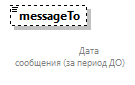 messageTo
Дата
сообщения (за период ДО)